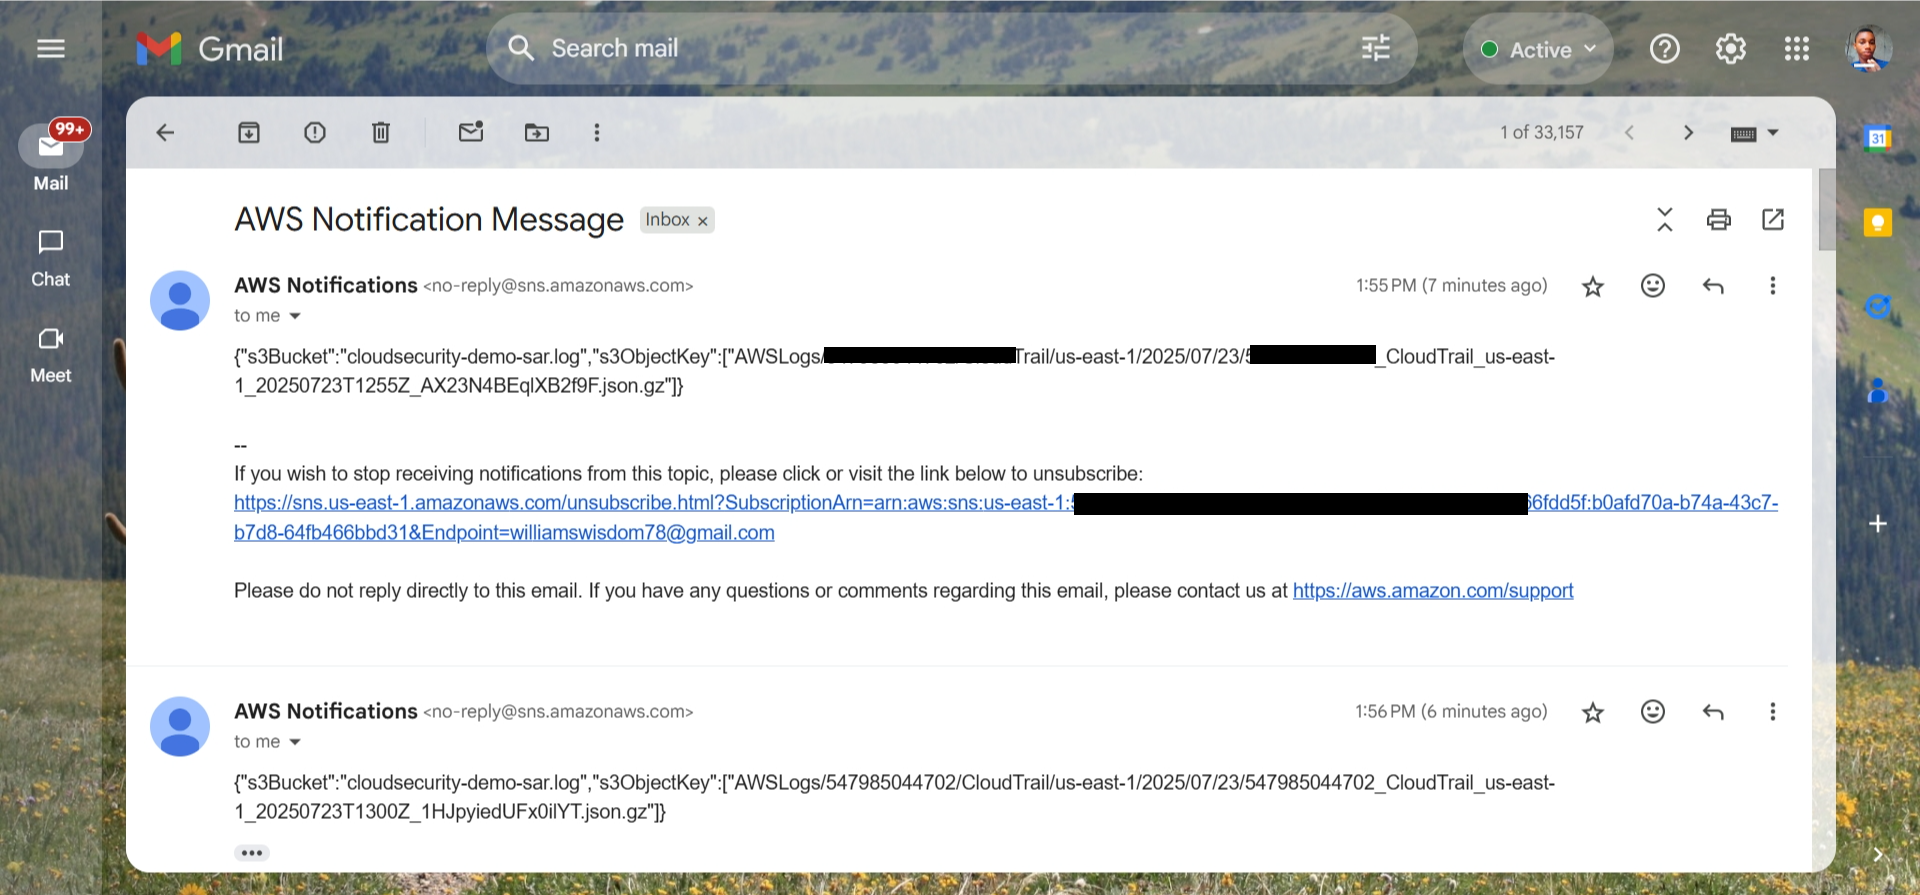 Gmail
Search mail
Active
99+
Mail
Chat
Meet
1 of 33,157
31
AWS Notification Message Inbox ×
AWS Notifications <no-reply@sns.amazonaws.com> 1:55 PM (7 minutes ago)
to me
{"s3Bucket":"cloudsecurity-demo-sar.log","s3ObjectKey":["AWSLogs/ Trail/us-east-1/2025/07/23/ _CloudTrail_us-east-
1_20250723T1255Z_AX23N4BEqlXB2f9F.json.gz"]}
--
If you wish to stop receiving notifications from this topic, please click or visit the link below to unsubscribe:
https://sns.us-east-1.amazonaws.com/unsubscribe.html?SubscriptionArn=arn:aws:sns:us-east-1: 6fdd5f:b0afd70a-b74a-43c7-
b7d8-64fb466bbd31&Endpoint=williamswisdom78@gmail.com
Please do not reply directly to this email. If you have any questions or comments regarding this email, please contact us at https://aws.amazon.com/support
AWS Notifications <no-reply@sns.amazonaws.com> 1:56 PM (6 minutes ago)
to me
{"s3Bucket":"cloudsecurity-demo-sar.log","s3ObjectKey":["AWSLogs/547985044702/CloudTrail/us-east-1/2025/07/23/547985044702_CloudTrail_us-east-
1_20250723T1300Z_1HJpyiedUFx0ilYT.json.gz"]}